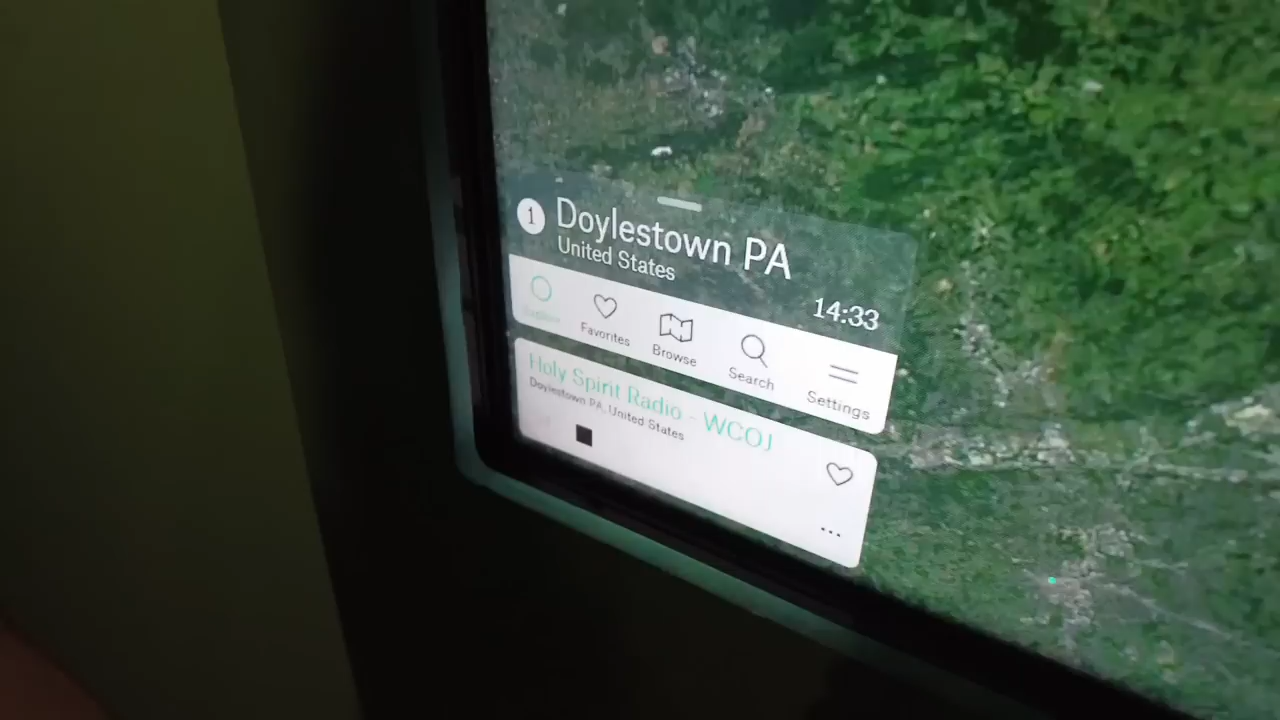 1
Doylestown PA
United States
14:33
Explore
Favorites
Browse
Search
Settings
Holy Spirit Radio - WCOJ
Doylestown PA, United States
...